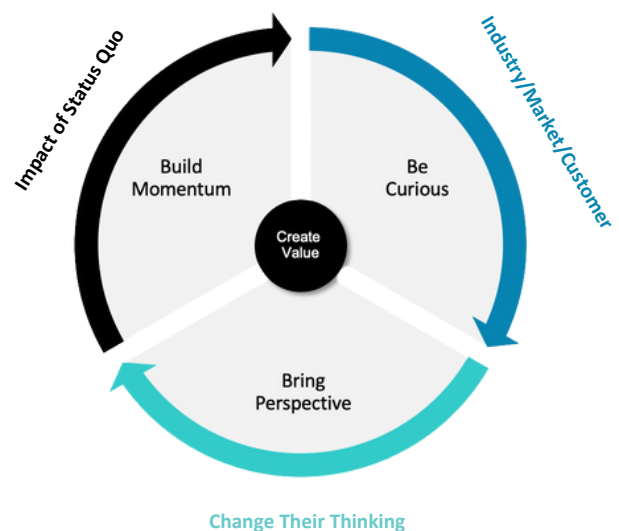 Impact of Status Quo
Industry/Market/Customer
Build
Momentum
Be
Curious
Create
Value
Bring
Perspective
Change Their Thinking